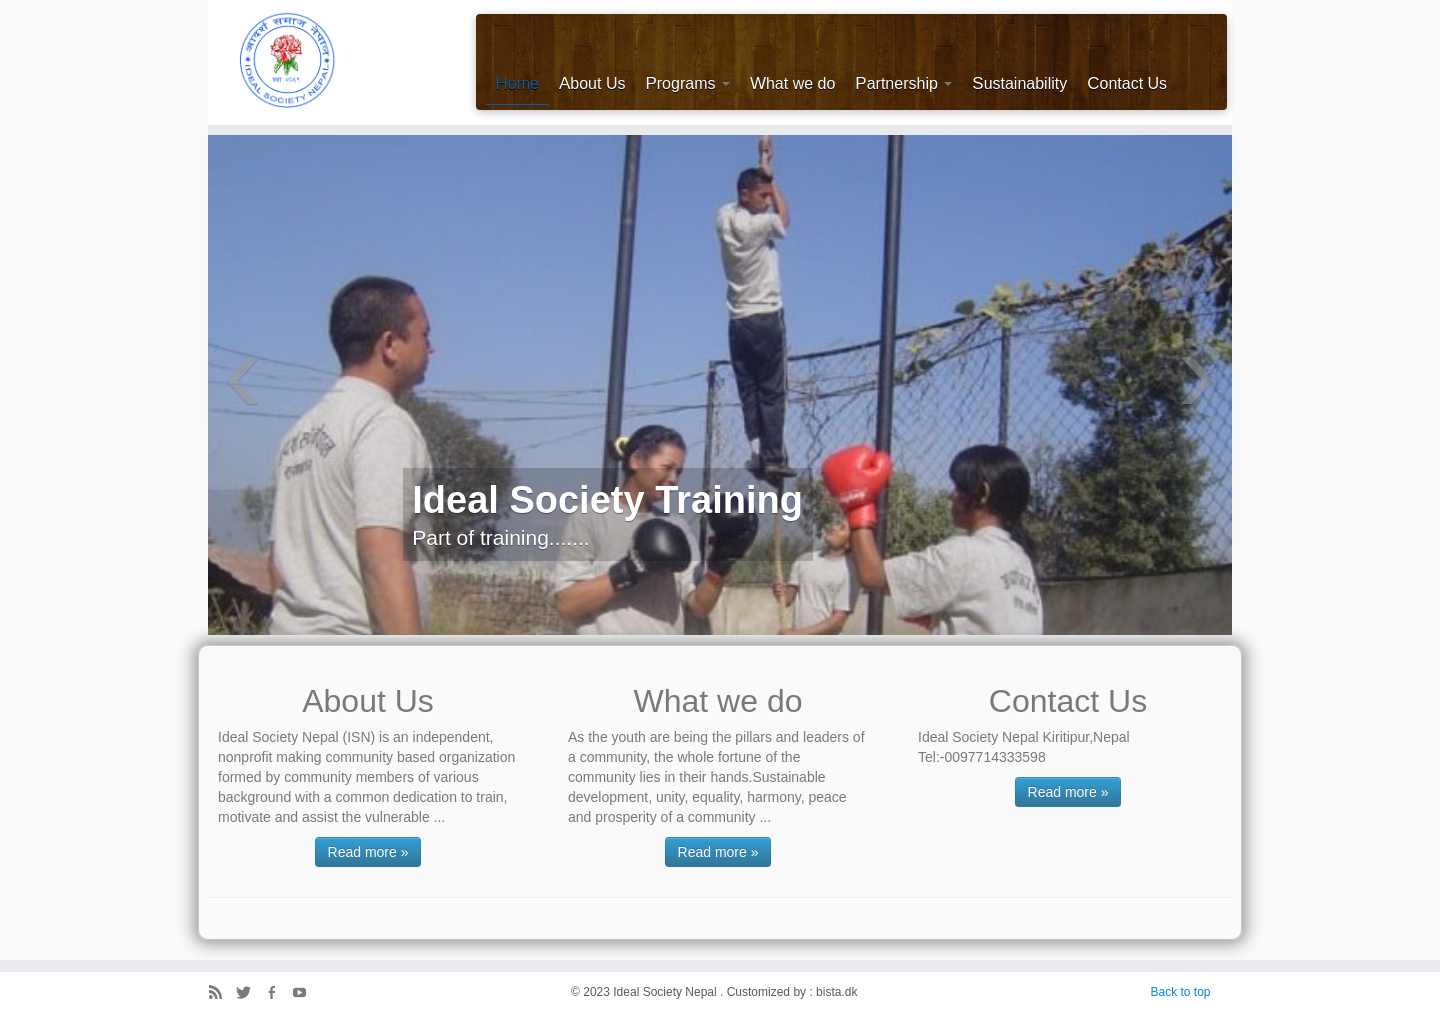 आदर्श समाज नेपाल
IDEAL SOCIETY NEPAL
Home About Us Programs What we do Partnership Sustainability Contact Us
Ideal Society Training
Part of training.......
About Us
Ideal Society Nepal (ISN) is an independent,
nonprofit making community based organization
formed by community members of various
background with a common dedication to train,
motivate and assist the vulnerable ...
Read more »
What we do
As the youth are being the pillars and leaders of
a community, the whole fortune of the
community lies in their hands.Sustainable
development, unity, equality, harmony, peace
and prosperity of a community ...
Read more »
Contact Us
Ideal Society Nepal Kiritipur,Nepal
Tel:-0097714333598
Read more »
© 2023 Ideal Society Nepal . Customized by : bista.dk
Back to top